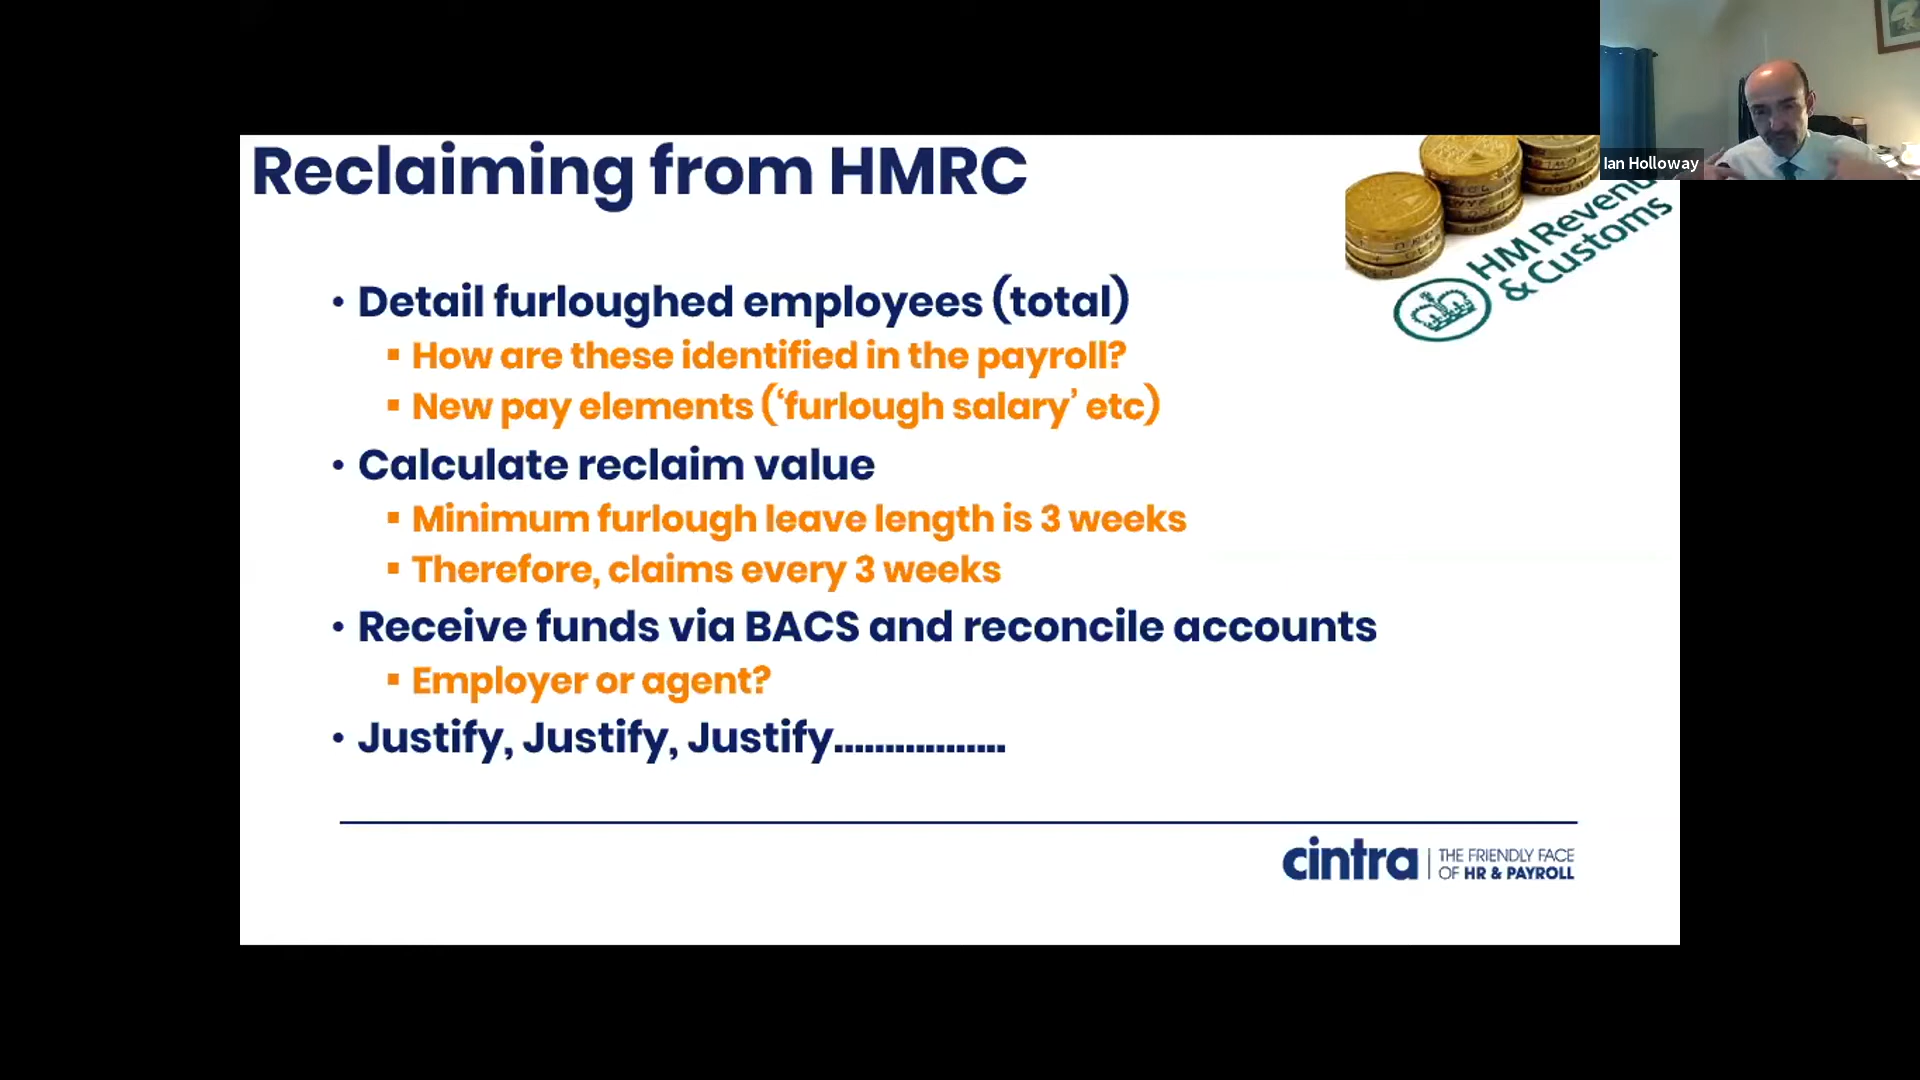 Reclaiming from HMRC
Ian Holloway
HM Revenu
& Customs
• Detail furloughed employees (total)
▪ How are these identified in the payroll?
▪ New pay elements (‘furlough salary’ etc)
• Calculate reclaim value
▪ Minimum furlough leave length is 3 weeks
▪ Therefore, claims every 3 weeks
• Receive funds via BACS and reconcile accounts
▪ Employer or agent?
• Justify, Justify, Justify.................
cintra
THE FRIENDLY FACE
OF HR & PAYROLL